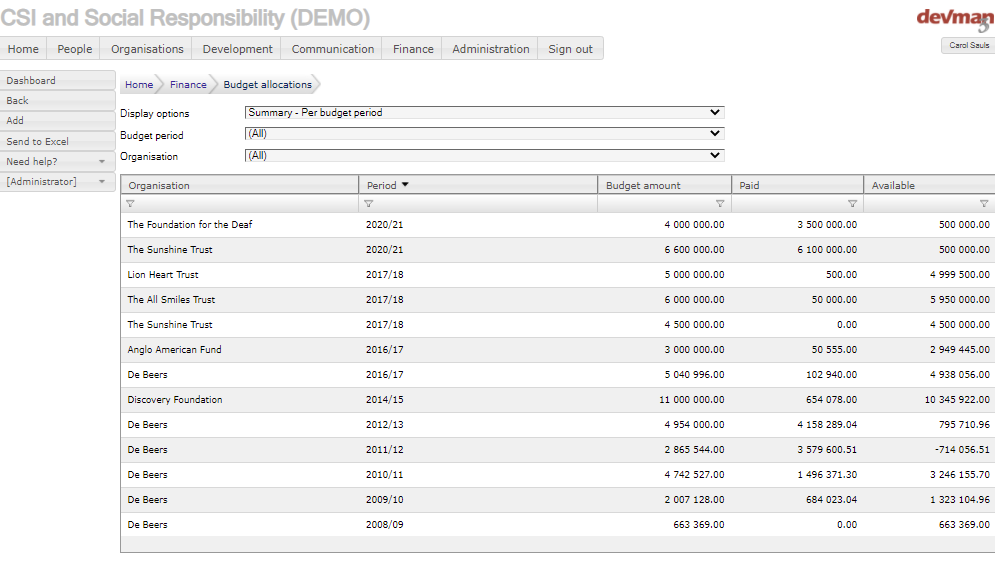 CSI and Social Responsibility (DEMO)
devman
3
Home People Organisations Development Communication Finance Administration Sign out
Carol Sauls
Dashboard
Back
Add
Send to Excel
Need help?
[Administrator]
Home Finance Budget allocations
Display options Summary - Per budget period
Budget period (All)
Organisation (All)
Organisation Period Budget amount Paid Available
The Foundation for the Deaf 2020/21 4 000 000.00 3 500 000.00 500 000.00
The Sunshine Trust 2020/21 6 600 000.00 6 100 000.00 500 000.00
Lion Heart Trust 2017/18 5 000 000.00 500.00 4 999 500.00
The All Smiles Trust 2017/18 6 000 000.00 50 000.00 5 950 000.00
The Sunshine Trust 2017/18 4 500 000.00 0.00 4 500 000.00
Anglo American Fund 2016/17 3 000 000.00 50 555.00 2 949 445.00
De Beers 2016/17 5 040 996.00 102 940.00 4 938 056.00
Discovery Foundation 2014/15 11 000 000.00 654 078.00 10 345 922.00
De Beers 2012/13 4 954 000.00 4 158 289.04 795 710.96
De Beers 2011/12 2 865 544.00 3 579 600.51 -714 056.51
De Beers 2010/11 4 742 527.00 1 496 371.30 3 246 155.70
De Beers 2009/10 2 007 128.00 684 023.04 1 323 104.96
De Beers 2008/09 663 369.00 0.00 663 369.00